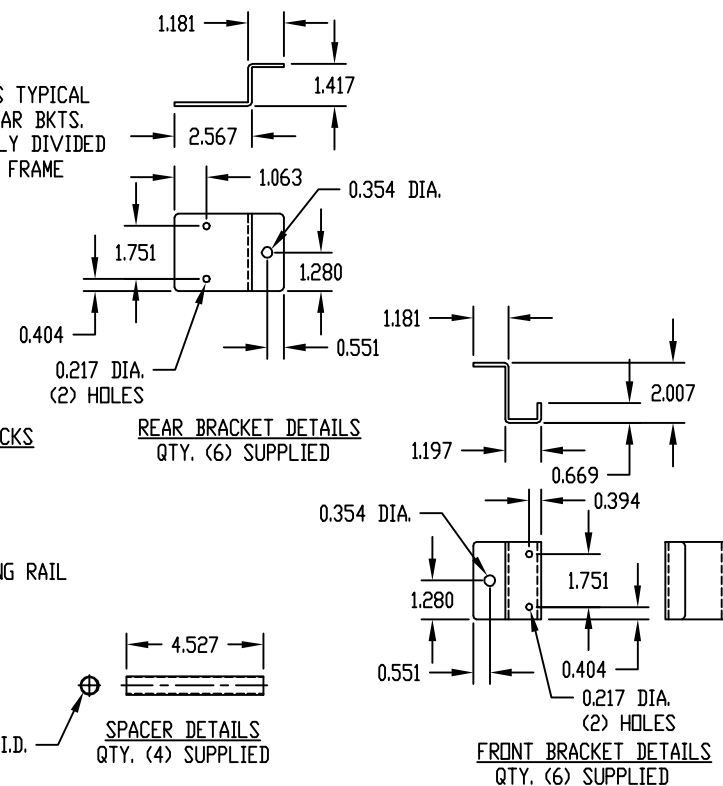 1.181
1.417
S TYPICAL
AR BKTS.
LY DIVIDED
FRAME
2.567
1.063
0.354 DIA.
1.751
1.280
0.404
0.551
0.217 DIA.
(2) HOLES
REAR BRACKET DETAILS
QTY. (6) SUPPLIED
CKS
1.181
2.007
1.197
0.669
0.394
0.354 DIA.
NG RAIL
1.751
1.280
0.551
0.404
0.217 DIA.
(2) HOLES
FRONT BRACKET DETAILS
QTY. (6) SUPPLIED
4.527
I.D.
SPACER DETAILS
QTY. (4) SUPPLIED